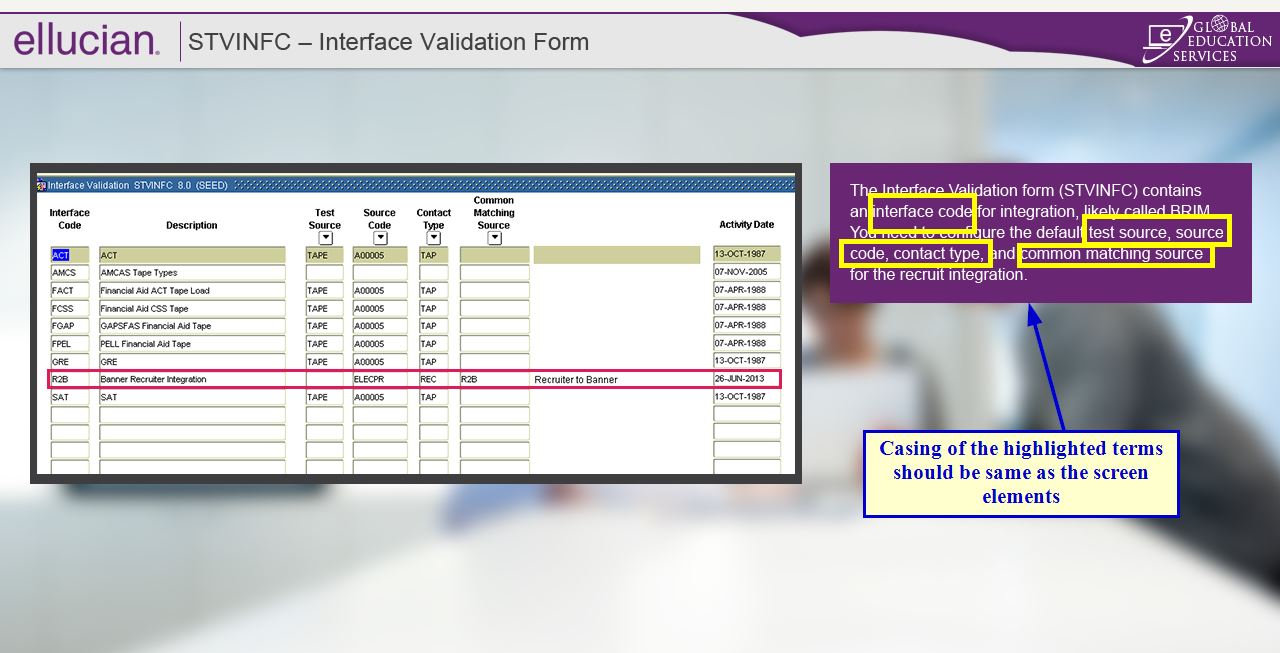 ellucian.
STVINFC – Interface Validation Form
GLOBAL
EDUCATION
SERVICES
Interface Validation STVINFC 8.0 (SEED)
Interface Code Description Test Source Source Code Contact Type Common Matching Source Activity Date
ACT ACT TAPE A00005 TAP 13-OCT-1987
AMCS AMCAS Tape Types 07-NOV-2005
FACT Financial Aid ACT Tape Load TAPE A00005 TAP 07-APR-1988
FCSS Financial Aid CSS Tape TAPE A00005 TAP 07-APR-1988
FGAP GAPSFAS Financial Aid Tape TAPE A00005 TAP 07-APR-1988
FPEL PELL Financial Aid Tape TAPE A00005 TAP 07-APR-1988
GRE GRE TAPE A00005 TAP 13-OCT-1987
R2B Banner Recruiter Integration ELECPR REC R2B Recruiter to Banner 26-JUN-2013
SAT SAT TAPE A00005 TAP 13-OCT-1987
The Interface Validation form (STVINFC) contains
an interface code for integration, likely called BRIM.
You need to configure the default test source, source
code, contact type, and common matching source
for the recruit integration.
Casing of the highlighted terms
should be same as the screen
elements